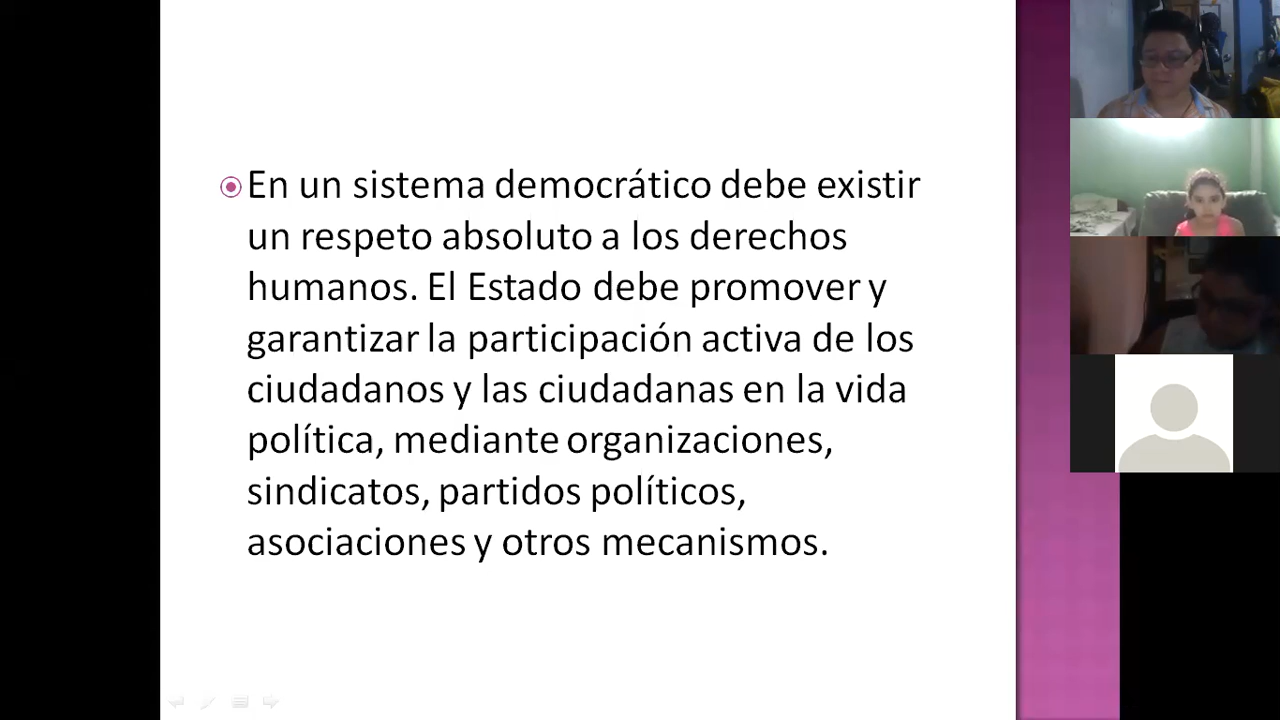 En un sistema democrático debe existir
un respeto absoluto a los derechos
humanos. El Estado debe promover y
garantizar la participación activa de los
ciudadanos y las ciudadanas en la vida
política, mediante organizaciones,
sindicatos, partidos políticos,
asociaciones y otros mecanismos.